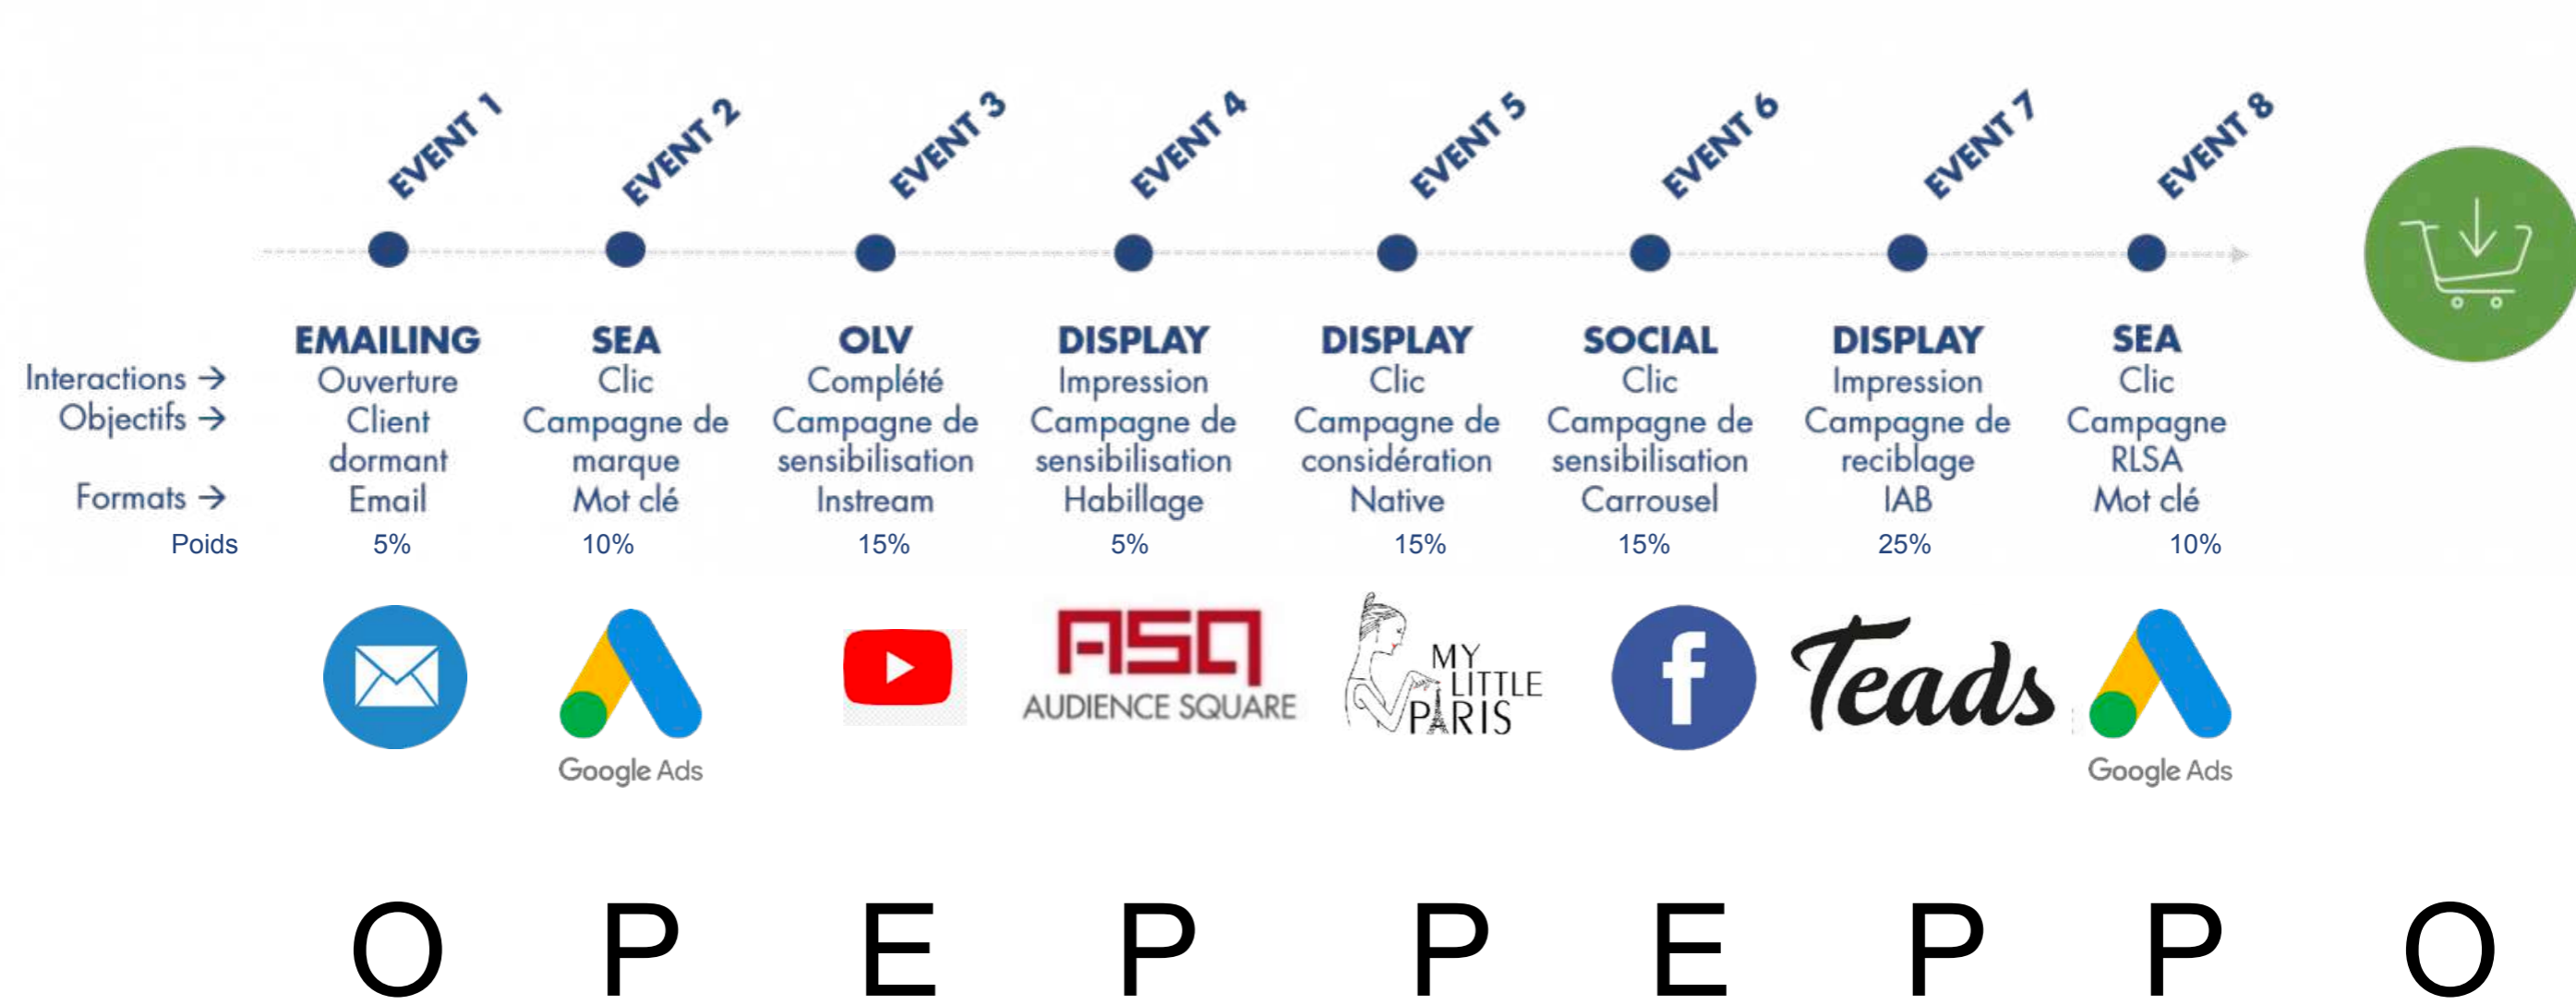 EVENT 1 EVENT 2 EVENT 3 EVENT 4 EVENT 5 EVENT 6 EVENT 7 EVENT 8
EMAILING SEA OLV DISPLAY DISPLAY SOCIAL DISPLAY SEA
Interactions → Ouverture Clic Complété Impression Clic Clic Impression Clic
Objectifs → Client Campagne de Campagne de Campagne de Campagne de Campagne de Campagne de Campagne
dormant marque sensibilisation sensibilisation considération sensibilisation reciblage RLSA
Formats → Email Mot clé Instream Habillage Native Carrousel IAB Mot clé
Poids 5% 10% 15% 5% 15% 15% 25% 10%
ASQ
AUDIENCE SQUARE
MY
LITTLE
PARIS
f
Teads
Google Ads Google Ads
O P E P P E P P O